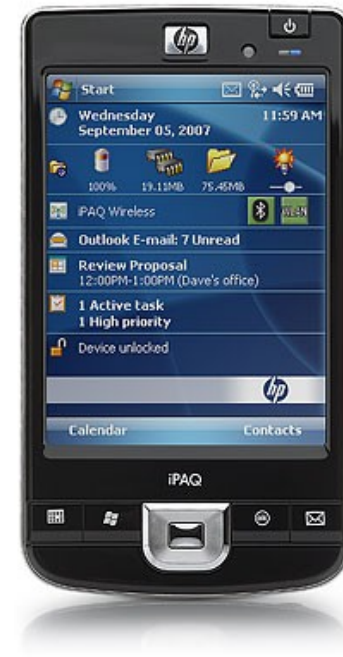 hp
Start
Wednesday 11:59 AM
September 05, 2007
100% 19.11MB 75.45MB
iPAQ Wireless WLAN
Outlook E-mail: 7 Unread
Review Proposal
12:00PM-1:00PM (Dave's office)
1 Active task
1 High priority
Device unlocked
hp
Calendar Contacts
iPAQ
ok